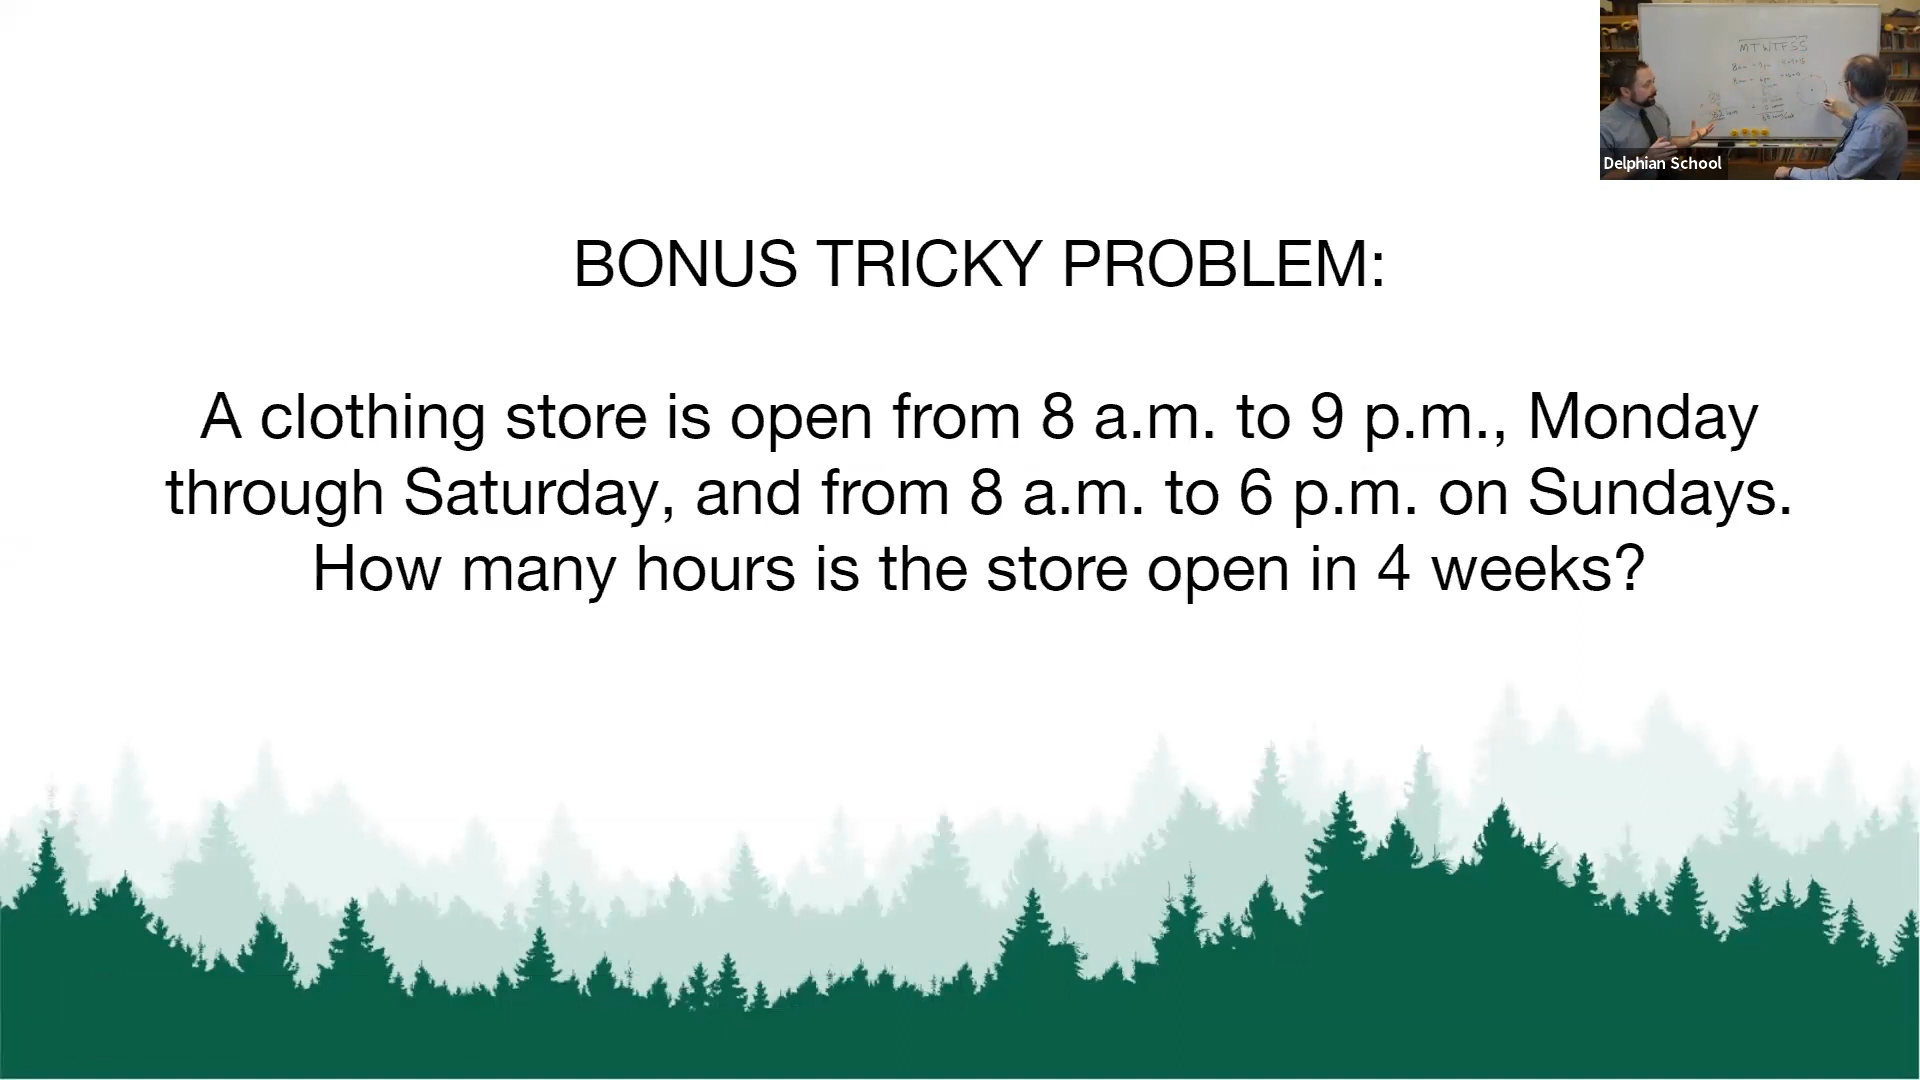 MTWTFSS
Delphian School
BONUS TRICKY PROBLEM:
A clothing store is open from 8 a.m. to 9 p.m., Monday
through Saturday, and from 8 a.m. to 6 p.m. on Sundays.
How many hours is the store open in 4 weeks?